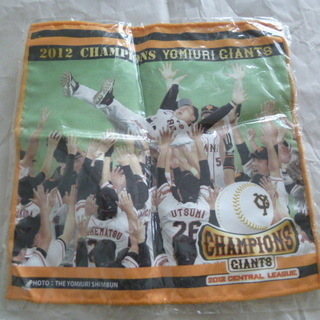 2012 CHAMPIONS YOMIURI GIANTS
UTSUMI
26
CHAMPIONS
GIANTS
2012 CENTRAL LEAGUE
PHOTO : THE YOMIURI SHIMBUN